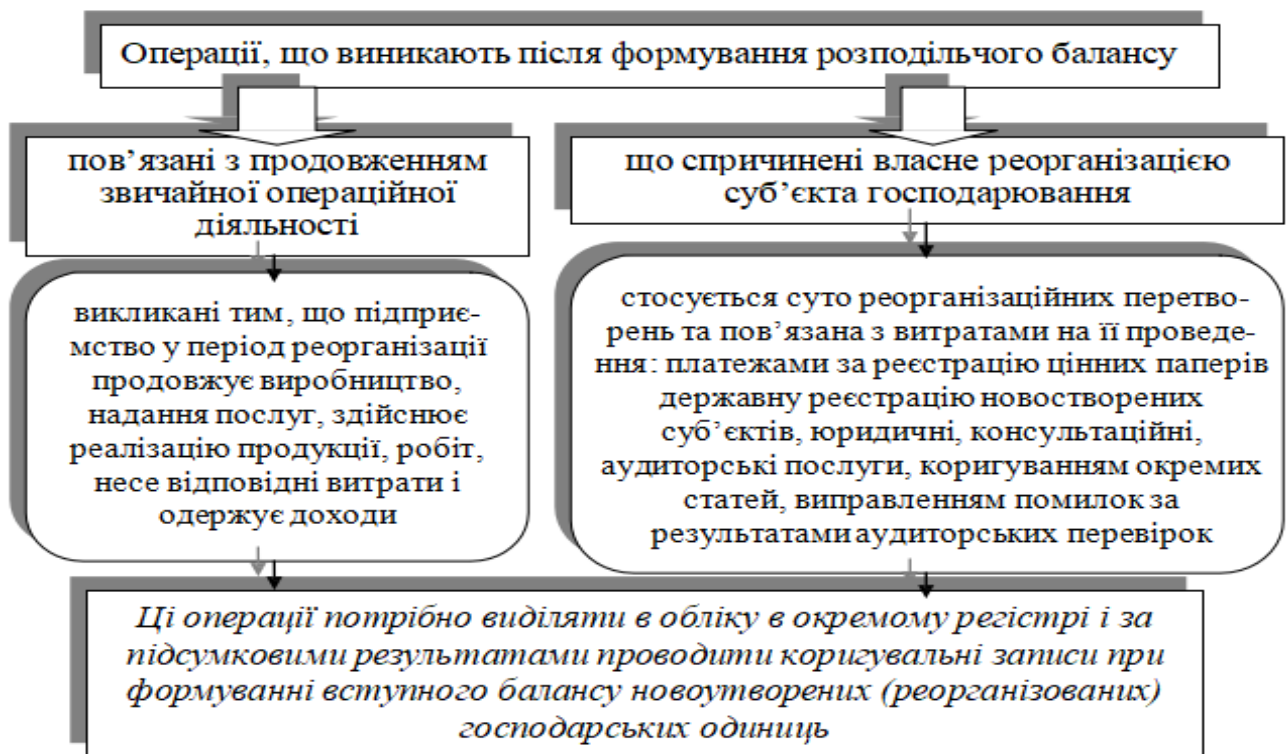 Операції, що виникають після формування розподільчого балансу
пов’язані з продовженням
звичайної операційної
діяльності
що спричинені власне реорганізацією
суб’єкта господарювання
викликані тим, що підприє-
мство у період реорганізації
продовжує виробництво,
надання послуг, здійснює
реалізацію продукції, робіт,
несе відповідні витрати і
одержує доходи
стосується суто реорганізаційних перетво-
рень та пов’язана з витратами на її проведе-
ння: платежами за реєстрацію цінних паперів
державну реєстрацію новостворених
суб’єктів, юридичні, консультаційні,
аудиторські послуги, коригуванням окремих
статей, виправленням помилок за
результатами аудиторських перевірок
Ці операції потрібно виділяти в обліку в окремому регістрі і за
підсумковими результатами проводити коригувальні записи при
формуванні вступного балансу новоутворених (реорганізованих)
господарських одиниць